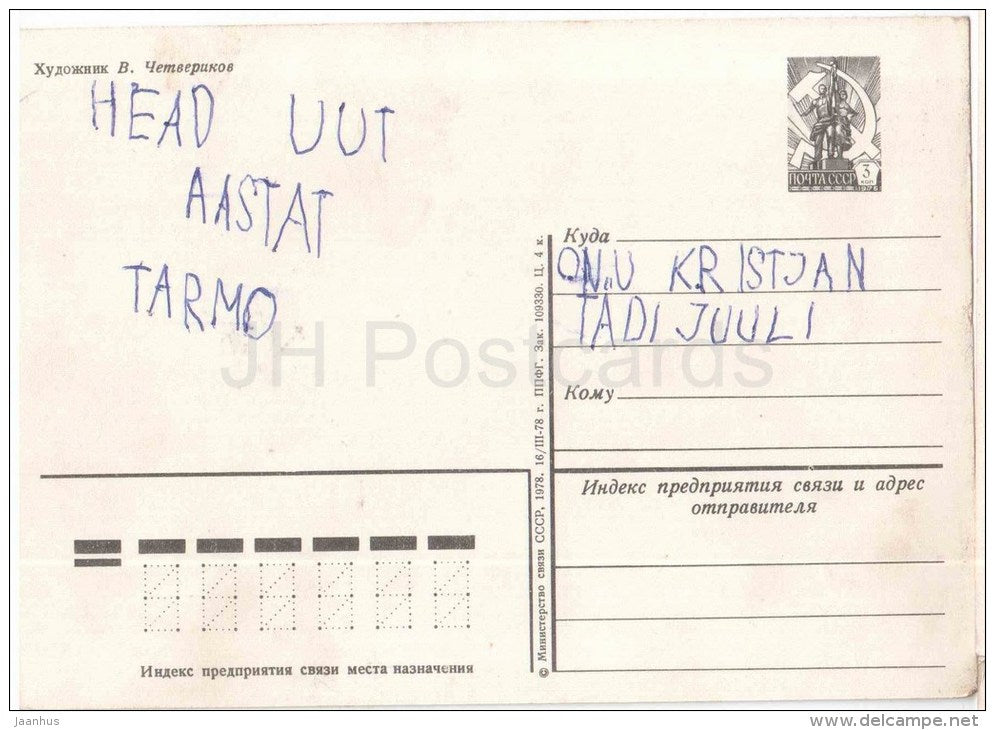 Художник В. Четвериков
HEAD UUT
AASTAT
TARMO
ПОЧТА СССР 3 КОП
1976
Куда
ONU KRISTJAN
TADI JUULI
Кому
Индекс предприятия связи и адрес
отправителя
© Министерство связи СССР, 1978. 16/III-78 г. ППФГ. Зак. 109330. Ц. 4 к.
Индекс предприятия связи места назначения
JH Postcards
jaanhus
www.delcampe.net